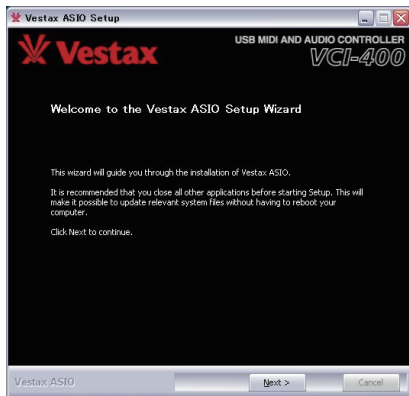 Vestax ASIO Setup
Vestax
USB MIDI AND AUDIO CONTROLLER
VCI-400
Welcome to the Vestax ASIO Setup Wizard
This wizard will guide you through the installation of Vestax ASIO.
It is recommended that you close all other applications before starting Setup. This will
make it possible to update relevant system files without having to reboot your
computer.
Click Next to continue.
Vestax ASIO
Next >
Cancel